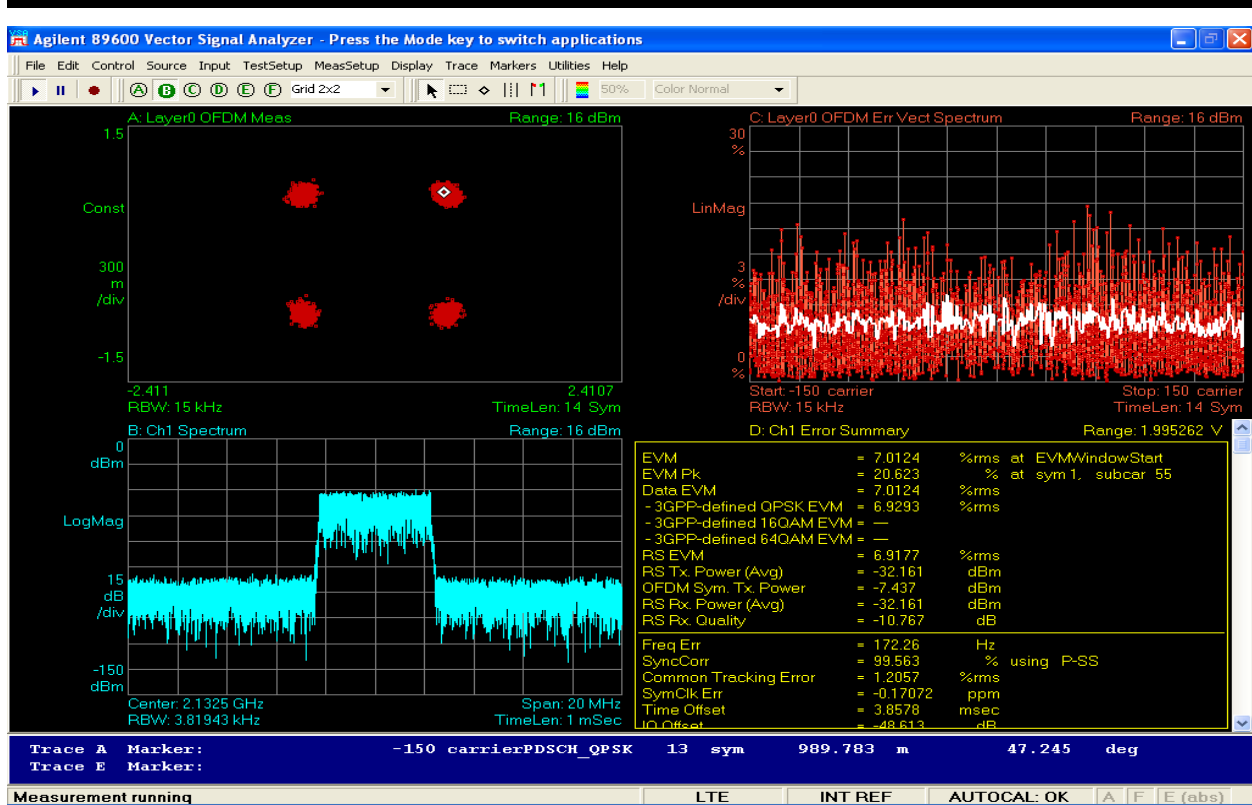 Agilent 89600 Vector Signal Analyzer - Press the Mode key to switch applications
File Edit Control Source Input TestSetup MeasSetup Display Trace Markers Utilities Help
A B C D E F Grid 2x2 50% Color Normal
A: Layer0 OFDM Meas Range: 16 dBm
1.5
Const
300
m
/div
-1.5
-2.411 2.4107
RBW: 15 kHz TimeLen: 14 Sym
C: Layer0 OFDM Err Vect Spectrum Range: 16 dBm
30
%
LinMag
3
%
/div
0
%
Start: -150 carrier Stop: 150 carrier
RBW: 15 kHz TimeLen: 14 Sym
B: Ch1 Spectrum Range: 16 dBm
0
dBm
LogMag
15
dB
/div
-150
dBm
Center: 2.1325 GHz Span: 20 MHz
RBW: 3.81943 kHz TimeLen: 1 mSec
D: Ch1 Error Summary Range: 1.995262 V
EVM = 7.0124 %rms at EVMWindowStart
EVM Pk = 20.623 % at sym 1, subcar 55
Data EVM = 7.0124 %rms
- 3GPP-defined QPSK EVM = 6.9293 %rms
- 3GPP-defined 16QAM EVM = —
- 3GPP-defined 64QAM EVM = —
RS EVM = 6.9177 %rms
RS Tx. Power (Avg) = -32.161 dBm
OFDM Sym. Tx. Power = -7.437 dBm
RS Rx. Power (Avg) = -32.161 dBm
RS Rx. Quality = -10.767 dB
Freq Err = 172.26 Hz
SyncCorr = 99.563 % using P-SS
Common Tracking Error = 1.2057 %rms
SymClk Err = -0.17072 ppm
Time Offset = 3.8578 msec
IQ Offset = -48.613 dB
Trace A Marker: -150 carrierPDSCH_QPSK 13 sym 989.783 m 47.245 deg
Trace E Marker:
Measurement running LTE INT REF AUTOCAL: OK A F E (abs)